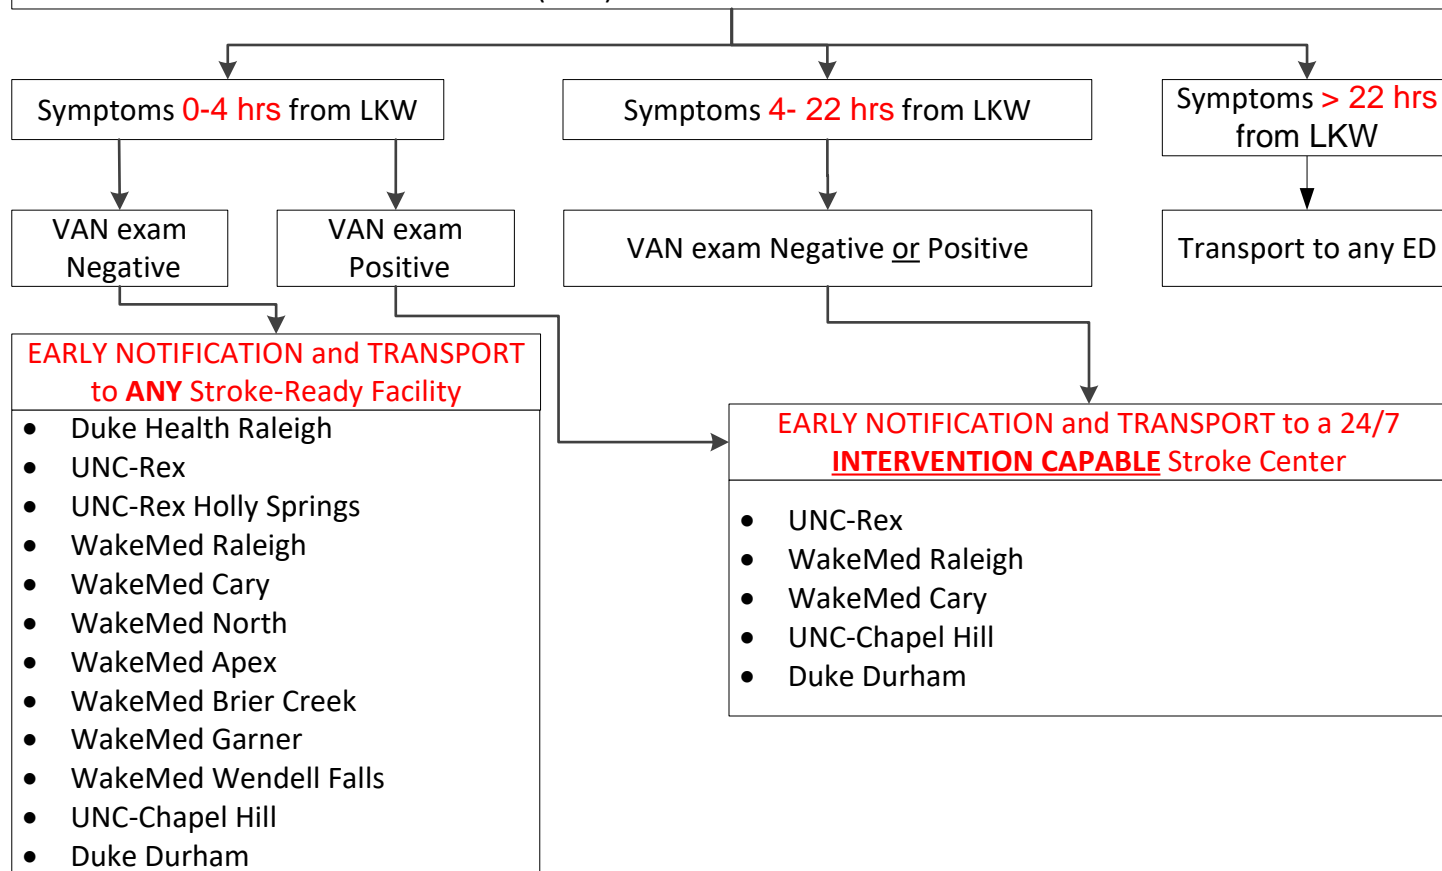 Symptoms 0-4 hrs from LKW
Symptoms 4- 22 hrs from LKW
Symptoms > 22 hrs
from LKW
VAN exam
Negative
VAN exam
Positive
VAN exam Negative or Positive
Transport to any ED
EARLY NOTIFICATION and TRANSPORT
to ANY Stroke-Ready Facility
• Duke Health Raleigh
• UNC-Rex
• UNC-Rex Holly Springs
• WakeMed Raleigh
• WakeMed Cary
• WakeMed North
• WakeMed Apex
• WakeMed Brier Creek
• WakeMed Garner
• WakeMed Wendell Falls
• UNC-Chapel Hill
• Duke Durham
EARLY NOTIFICATION and TRANSPORT to a 24/7
INTERVENTION CAPABLE Stroke Center
• UNC-Rex
• WakeMed Raleigh
• WakeMed Cary
• UNC-Chapel Hill
• Duke Durham